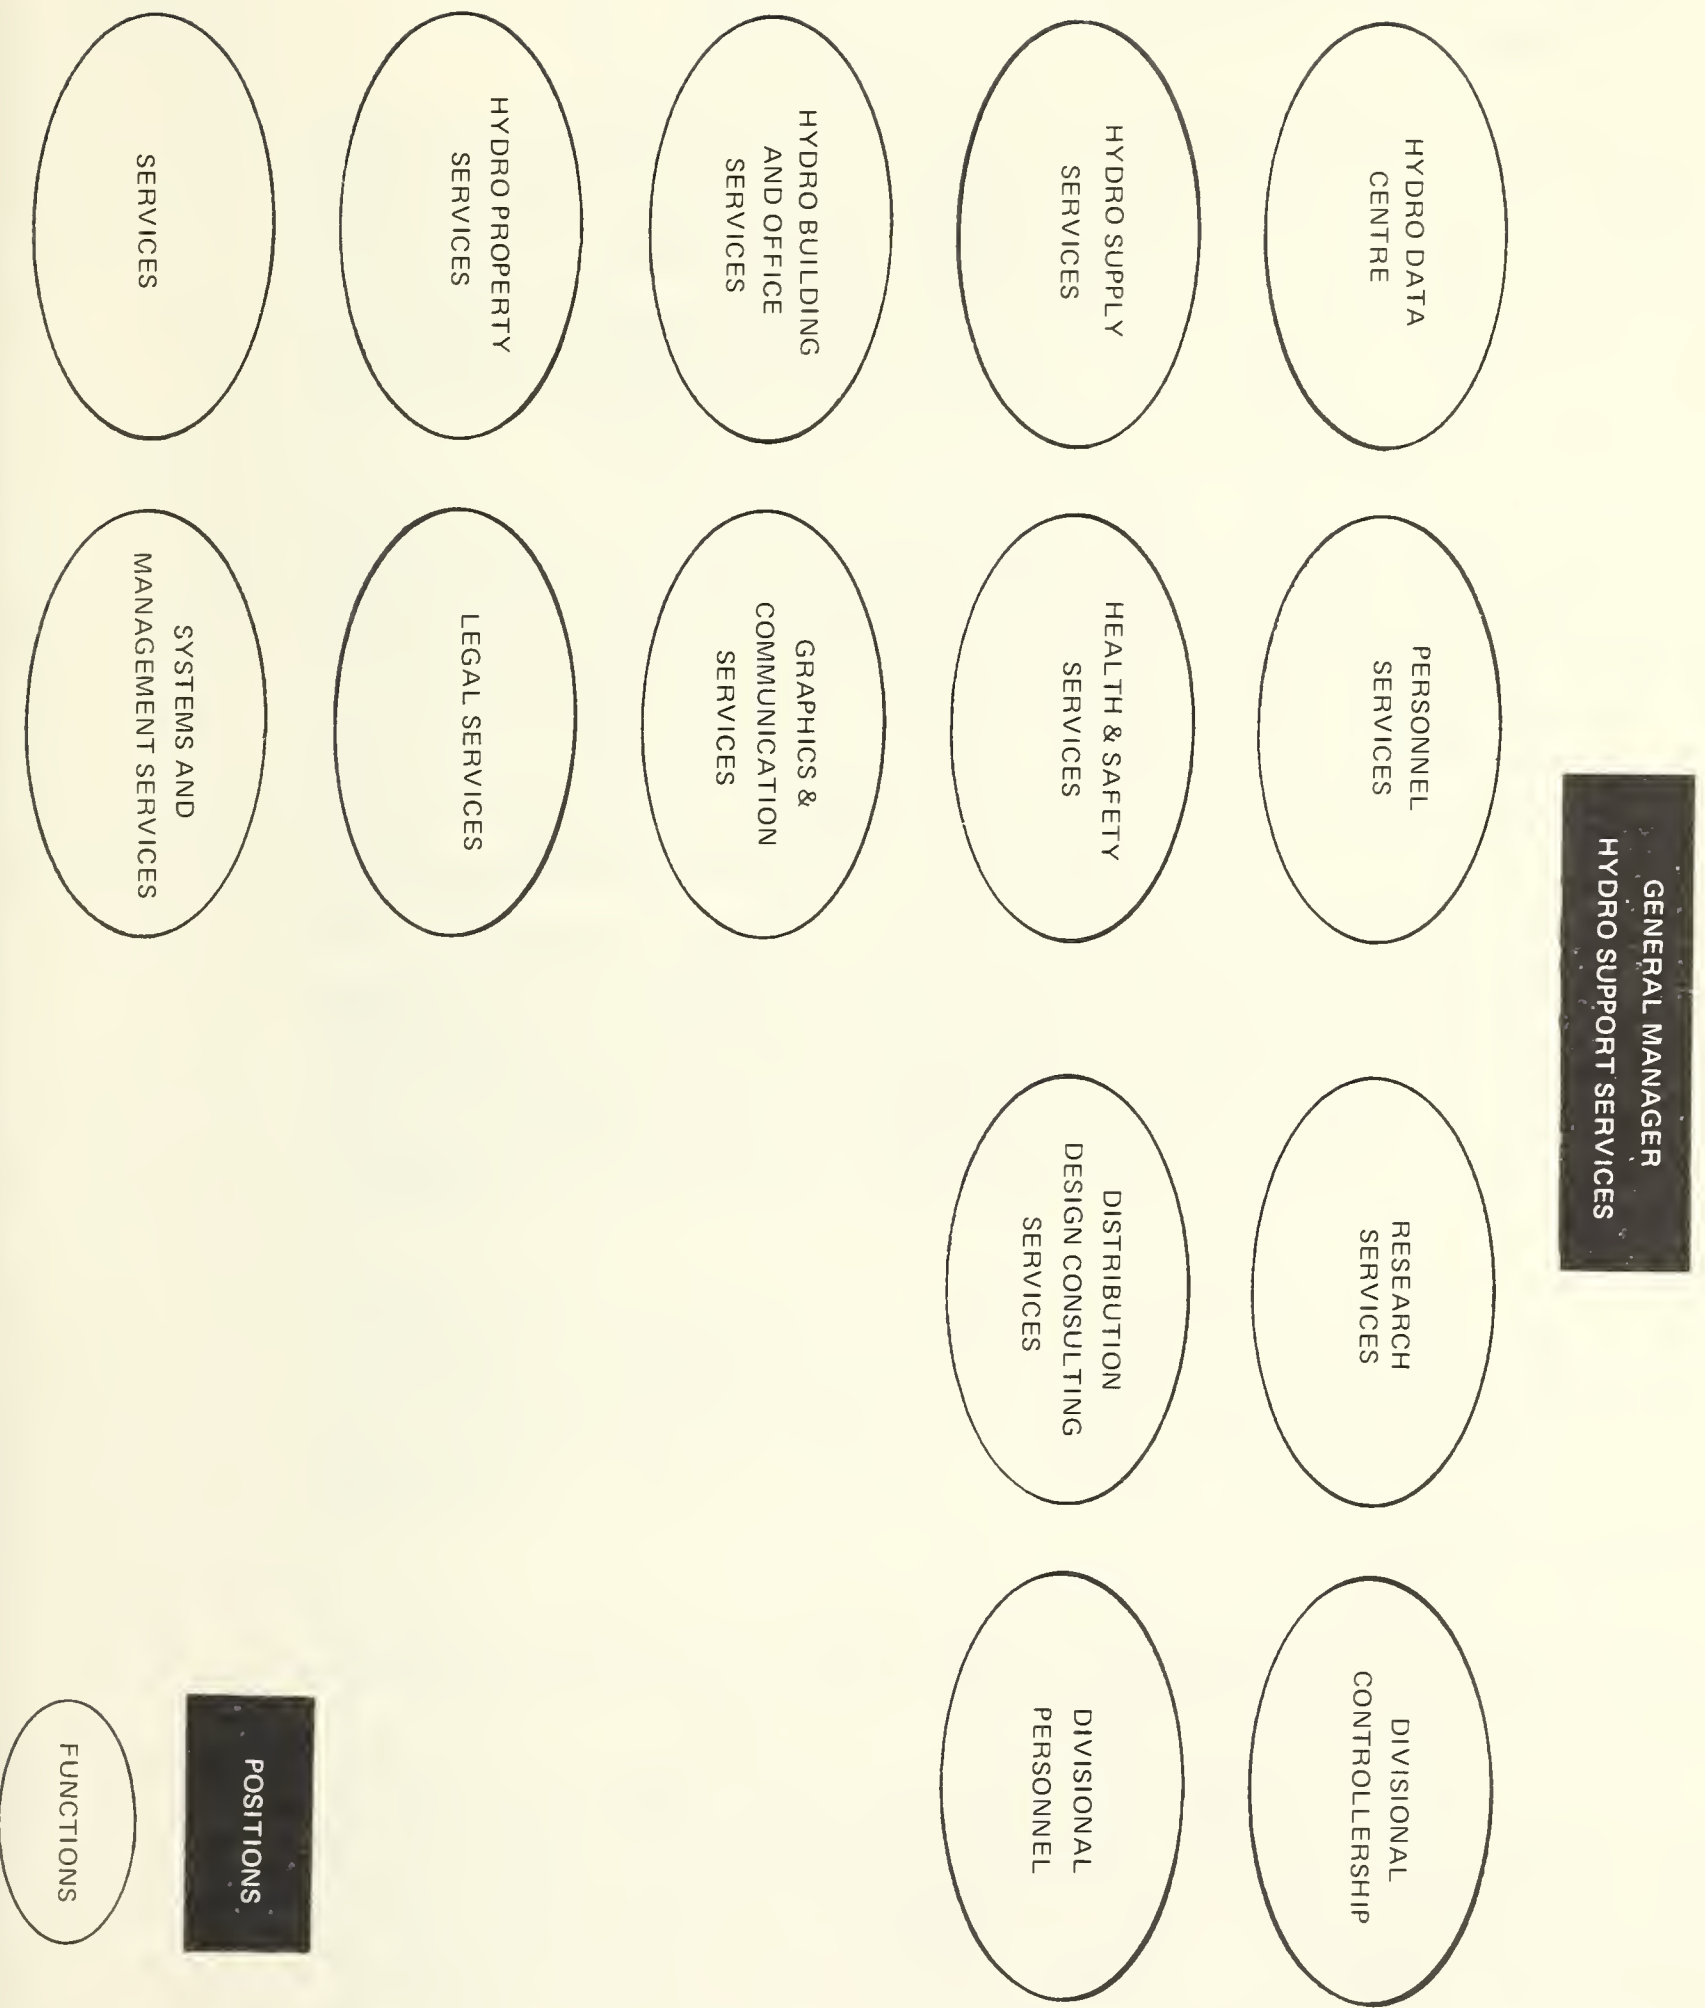 GENERAL MANAGER
HYDRO SUPPORT SERVICES
HYDRO DATA
CENTRE
PERSONNEL
SERVICES
RESEARCH
SERVICES
DIVISIONAL
CONTROLLERSHIP
HYDRO SUPPLY
SERVICES
HEALTH & SAFETY
SERVICES
DISTRIBUTION
DESIGN CONSULTING
SERVICES
DIVISIONAL
PERSONNEL
HYDRO BUILDING
AND OFFICE
SERVICES
GRAPHICS &
COMMUNICATION
SERVICES
HYDRO PROPERTY
SERVICES
LEGAL SERVICES
SERVICES
SYSTEMS AND
MANAGEMENT SERVICES
POSITIONS
FUNCTIONS